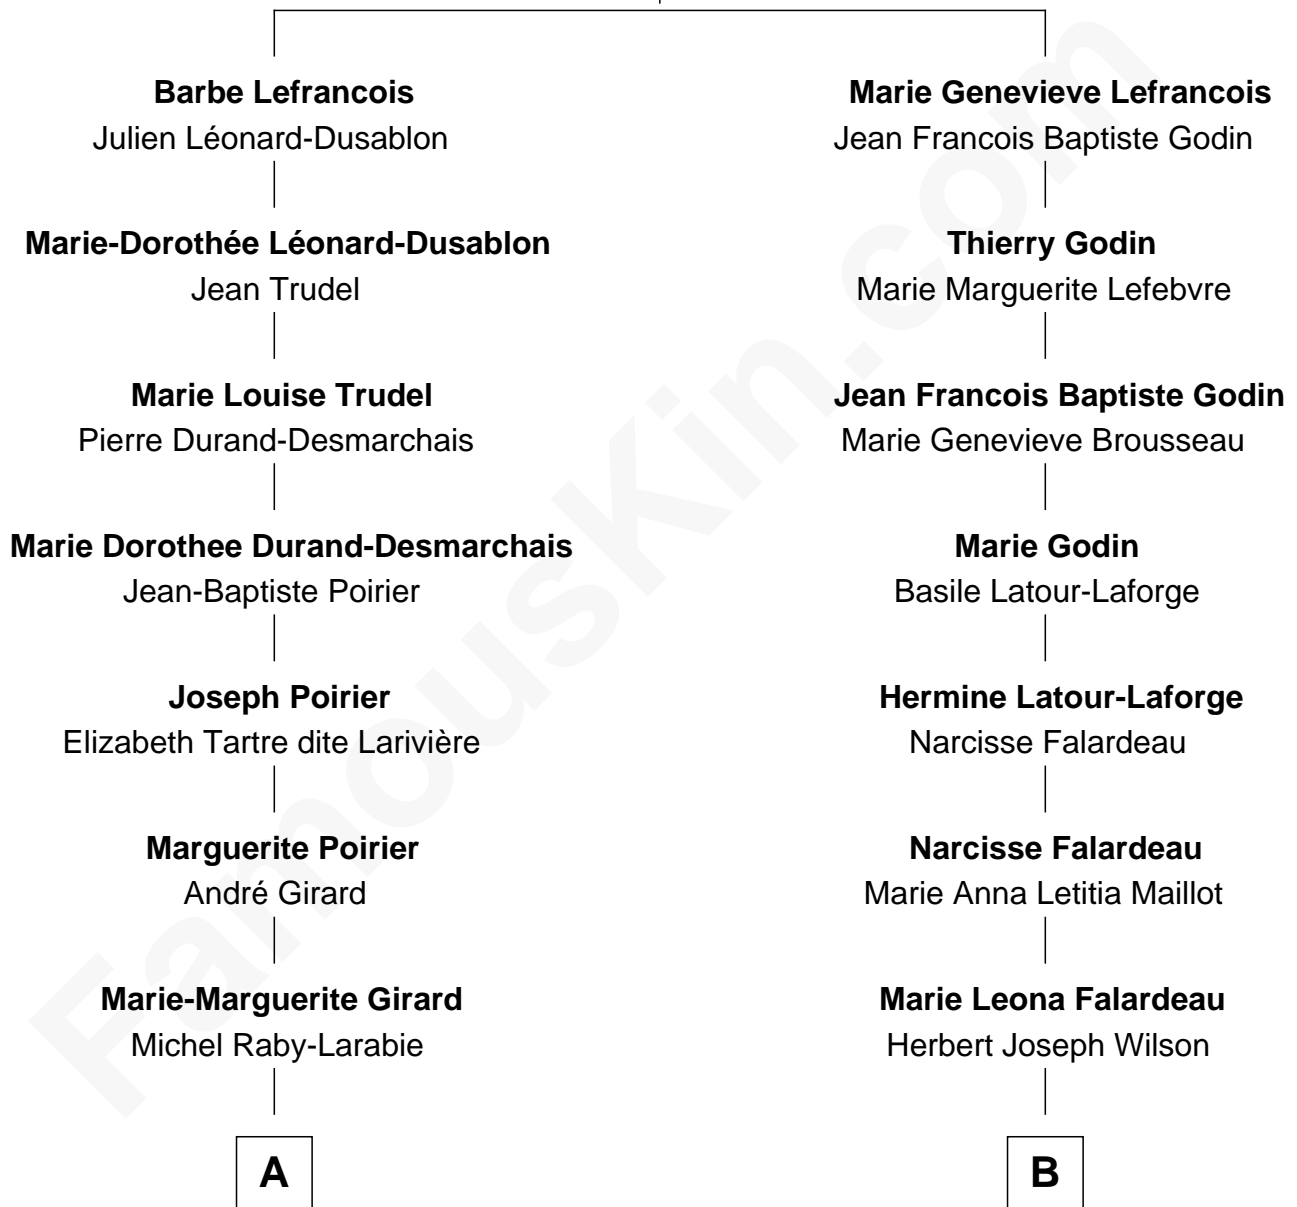 Barbe Lefrancois
Julien Léonard-Dusablon
Marie-Dorothée Léonard-Dusablon
Jean Trudel
Marie Louise Trudel
Pierre Durand-Desmarchais
Marie Dorothee Durand-Desmarchais
Jean-Baptiste Poirier
Joseph Poirier
Elizabeth Tartre dite Larivière
Marguerite Poirier
André Girard
Marie-Marguerite Girard
Michel Raby-Larabie
A
Marie Genevieve Lefrancois
Jean Francois Baptiste Godin
Thierry Godin
Marie Marguerite Lefebvre
Jean Francois Baptiste Godin
Marie Genevieve Brousseau
Marie Godin
Basile Latour-Laforge
Hermine Latour-Laforge
Narcisse Falardeau
Narcisse Falardeau
Marie Anna Letitia Maillot
Marie Leona Falardeau
Herbert Joseph Wilson
B
FamousKin.com